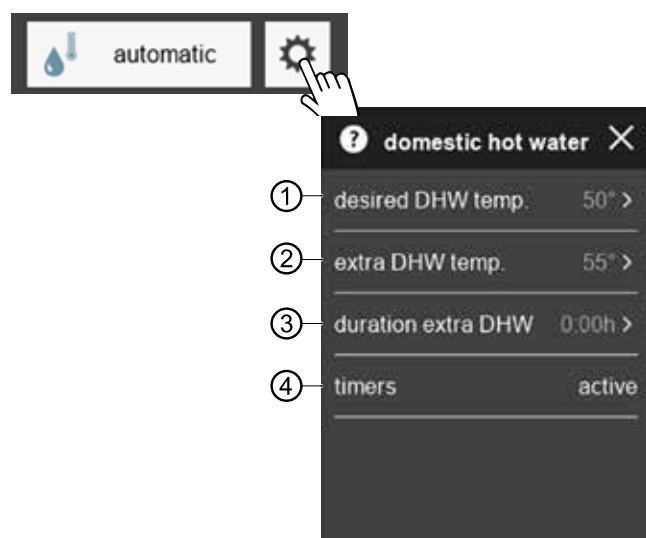 automatic
? domestic hot water X
1 desired DHW temp. 50° >
2 extra DHW temp. 55° >
3 duration extra DHW 0:00h >
4 timers active